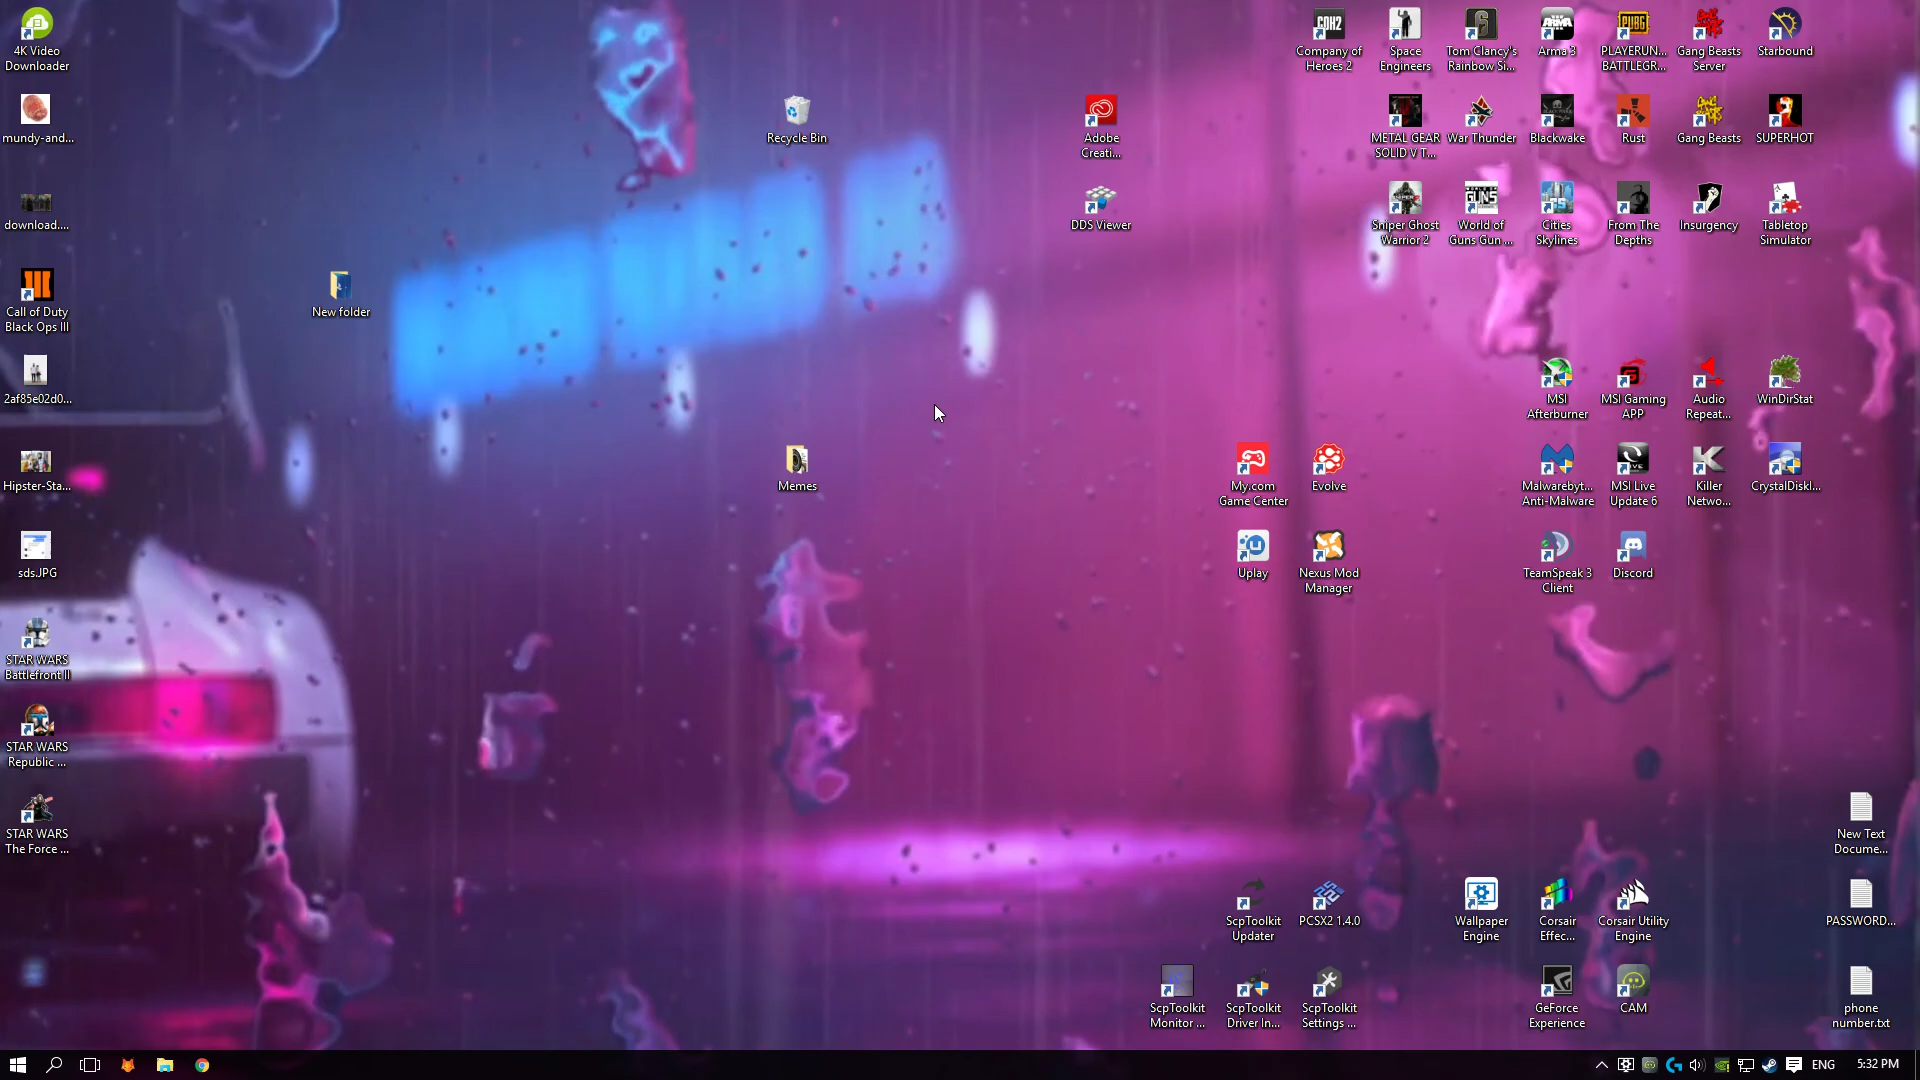 4K Video
Downloader
mundy-and...
download....
Call of Duty
Black Ops III
2af85e02d0...
Hipster-Sta...
sds.JPG
STAR WARS
Battlefront II
STAR WARS
Republic ...
STAR WARS
The Force ...
New folder
Recycle Bin
Memes
Adobe
Creati...
DDS Viewer
COH2
Company of
Heroes 2
Space
Engineers
Tom Clancy's
Rainbow Si...
ARMA
Arma 3
PUBG
PLAYERUN...
BATTLEGR...
Gang Beasts
Server
Starbound
METAL GEAR
SOLID V T...
War Thunder
Blackwake
Rust
Gang Beasts
SUPERHOT
Sniper Ghost
Warrior 2
GUNS
World of
Guns Gun ...
Cities
Skylines
From The
Depths
Insurgency
Tabletop
Simulator
MSI
Afterburner
MSI Gaming
APP
Audio
Repeat...
WinDirStat
My.com
Game Center
Evolve
Malwarebyt...
Anti-Malware
MSI Live
Update 6
Killer
Netwo...
CrystalDiskI...
Uplay
Nexus Mod
Manager
TeamSpeak 3
Client
Discord
New Text
Docume...
ScpToolkit
Updater
PCSX2 1.4.0
Wallpaper
Engine
Corsair
Effec...
Corsair Utility
Engine
PASSWORD...
ScpToolkit
Monitor ...
ScpToolkit
Driver In...
ScpToolkit
Settings ...
GeForce
Experience
CAM
phone
number.txt
ENG
5:32 PM